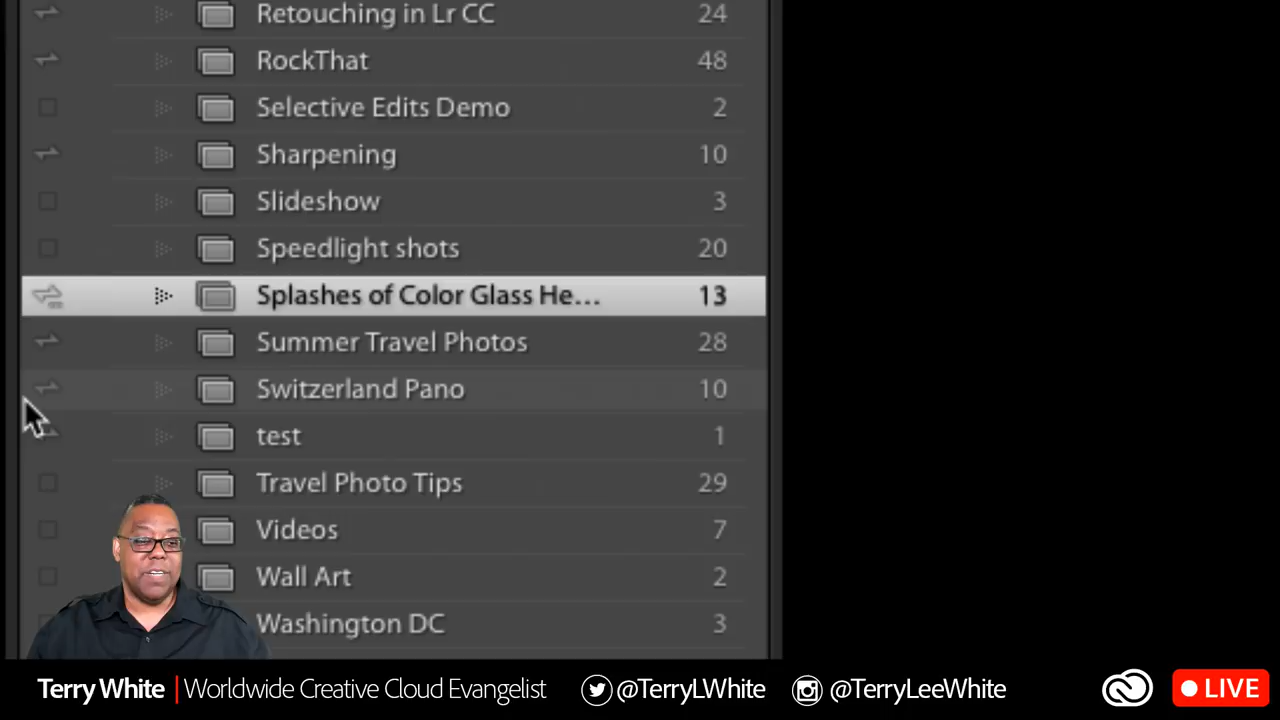 Retouching in Lr CC 24
RockThat 48
Selective Edits Demo 2
Sharpening 10
Slideshow 3
Speedlight shots 20
Splashes of Color Glass He... 13
Summer Travel Photos 28
Switzerland Pano 10
test 1
Travel Photo Tips 29
Videos 7
Wall Art 2
Washington DC 3
Terry White | Worldwide Creative Cloud Evangelist @TerryLWhite @TerryLeeWhite LIVE